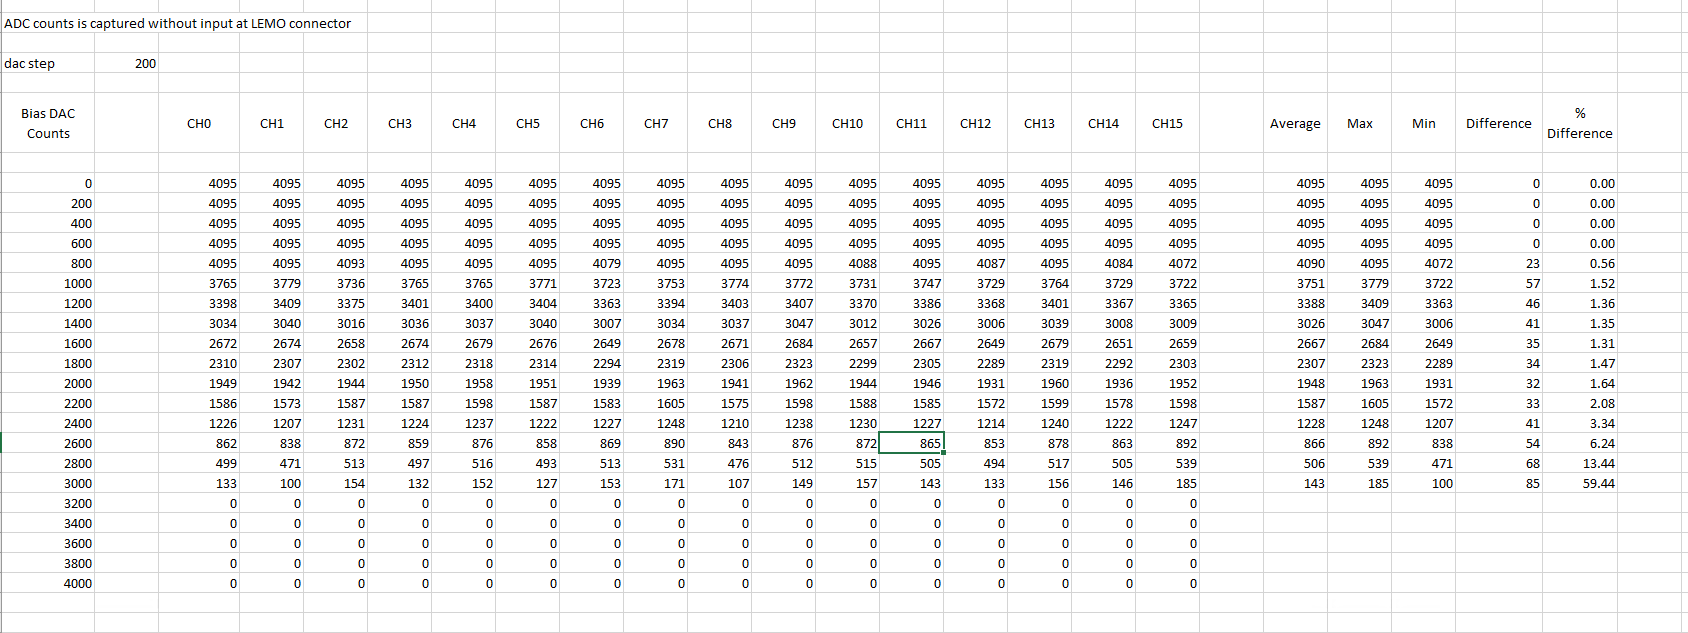 ADC counts is captured without input at LEMO connector
dac step 200
Bias DAC Counts CH0 CH1 CH2 CH3 CH4 CH5 CH6 CH7 CH8 CH9 CH10 CH11 CH12 CH13 CH14 CH15 Average Max Min Difference % Difference
0 4095 4095 4095 4095 4095 4095 4095 4095 4095 4095 4095 4095 4095 4095 4095 4095 4095 4095 4095 0 0.00
200 4095 4095 4095 4095 4095 4095 4095 4095 4095 4095 4095 4095 4095 4095 4095 4095 4095 4095 4095 0 0.00
400 4095 4095 4095 4095 4095 4095 4095 4095 4095 4095 4095 4095 4095 4095 4095 4095 4095 4095 4095 0 0.00
600 4095 4095 4095 4095 4095 4095 4095 4095 4095 4095 4095 4095 4095 4095 4095 4095 4095 4095 4095 0 0.00
800 4095 4095 4093 4095 4095 4095 4079 4095 4095 4095 4088 4095 4087 4095 4084 4072 4090 4095 4072 23 0.56
1000 3765 3779 3736 3765 3765 3771 3723 3753 3774 3772 3731 3747 3729 3764 3729 3722 3751 3779 3722 57 1.52
1200 3398 3409 3375 3401 3400 3404 3363 3394 3403 3407 3370 3386 3368 3401 3367 3365 3388 3409 3363 46 1.36
1400 3034 3040 3016 3036 3037 3040 3007 3034 3037 3047 3012 3026 3006 3039 3008 3009 3026 3047 3006 41 1.35
1600 2672 2674 2658 2674 2679 2676 2649 2678 2671 2684 2657 2667 2649 2679 2651 2659 2667 2684 2649 35 1.31
1800 2310 2307 2302 2312 2318 2314 2294 2319 2306 2323 2299 2305 2289 2319 2292 2303 2307 2323 2289 34 1.47
2000 1949 1942 1944 1950 1958 1951 1939 1963 1941 1962 1944 1946 1931 1960 1936 1952 1948 1963 1931 32 1.64
2200 1586 1573 1587 1587 1598 1587 1583 1605 1575 1598 1588 1585 1572 1599 1578 1598 1587 1605 1572 33 2.08
2400 1226 1207 1231 1224 1237 1222 1227 1248 1210 1238 1230 1227 1214 1240 1222 1247 1228 1248 1207 41 3.34
2600 862 838 872 859 876 858 869 890 843 876 872 865 853 878 863 892 866 892 838 54 6.24
2800 499 471 513 497 516 493 513 531 476 512 515 505 494 517 505 539 506 539 471 68 13.44
3000 133 100 154 132 152 127 153 171 107 149 157 143 133 156 146 185 143 185 100 85 59.44
3200 0 0 0 0 0 0 0 0 0 0 0 0 0 0 0 0
3400 0 0 0 0 0 0 0 0 0 0 0 0 0 0 0 0
3600 0 0 0 0 0 0 0 0 0 0 0 0 0 0 0 0
3800 0 0 0 0 0 0 0 0 0 0 0 0 0 0 0 0
4000 0 0 0 0 0 0 0 0 0 0 0 0 0 0 0 0